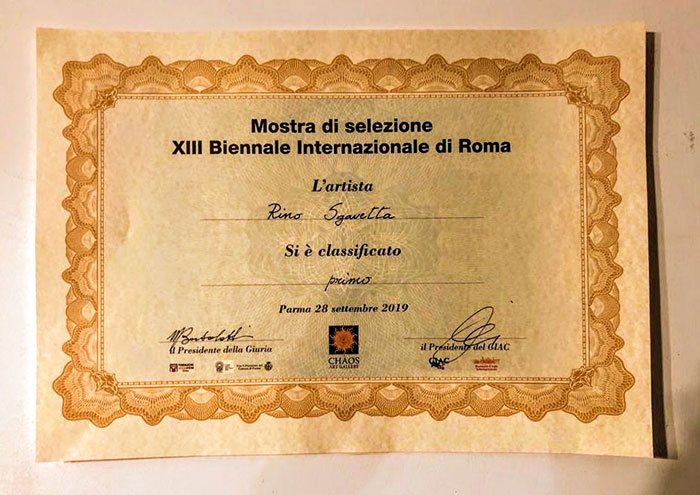 Mostra di selezione
XIII Biennale Internazionale di Roma
L'artista
Rino Sgavetta
Si è classificato
primo
Parma 28 settembre 2019
il Presidente della Giuria
il Presidente del GIAC
CHAOS
ART GALLERY